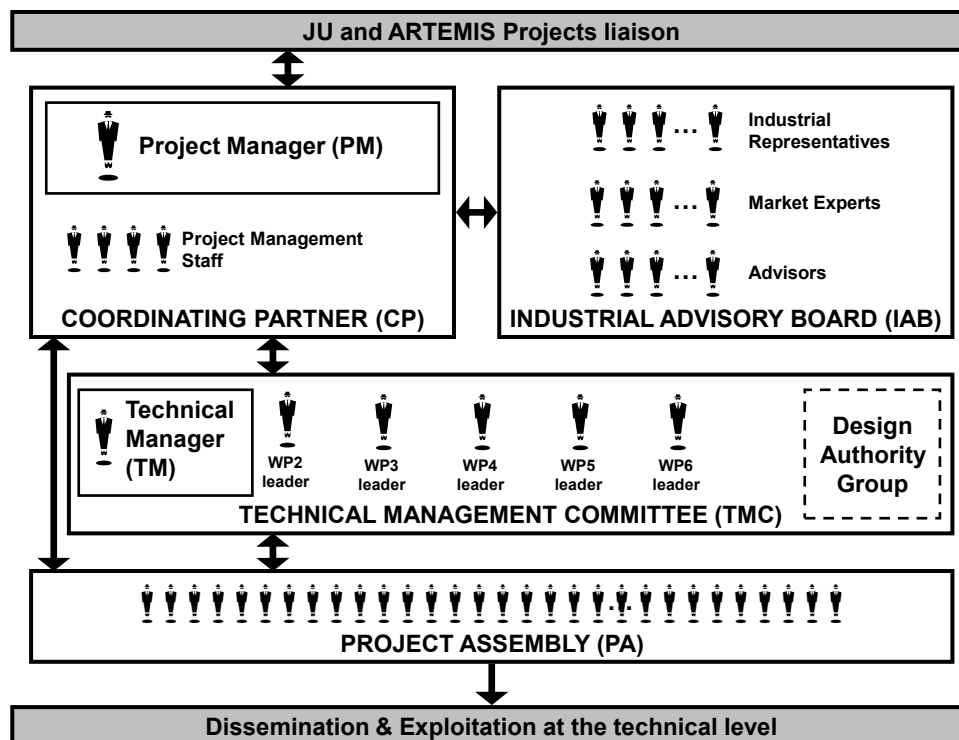 JU and ARTEMIS Projects liaison
Project Manager (PM)
Project Management
Staff
COORDINATING PARTNER (CP)
...
Industrial
Representatives
...
Market Experts
...
Advisors
INDUSTRIAL ADVISORY BOARD (IAB)
Technical
Manager
(TM)
WP2
leader
WP3
leader
WP4
leader
WP5
leader
WP6
leader
Design
Authority
Group
TECHNICAL MANAGEMENT COMMITTEE (TMC)
...
PROJECT ASSEMBLY (PA)
Dissemination & Exploitation at the technical level